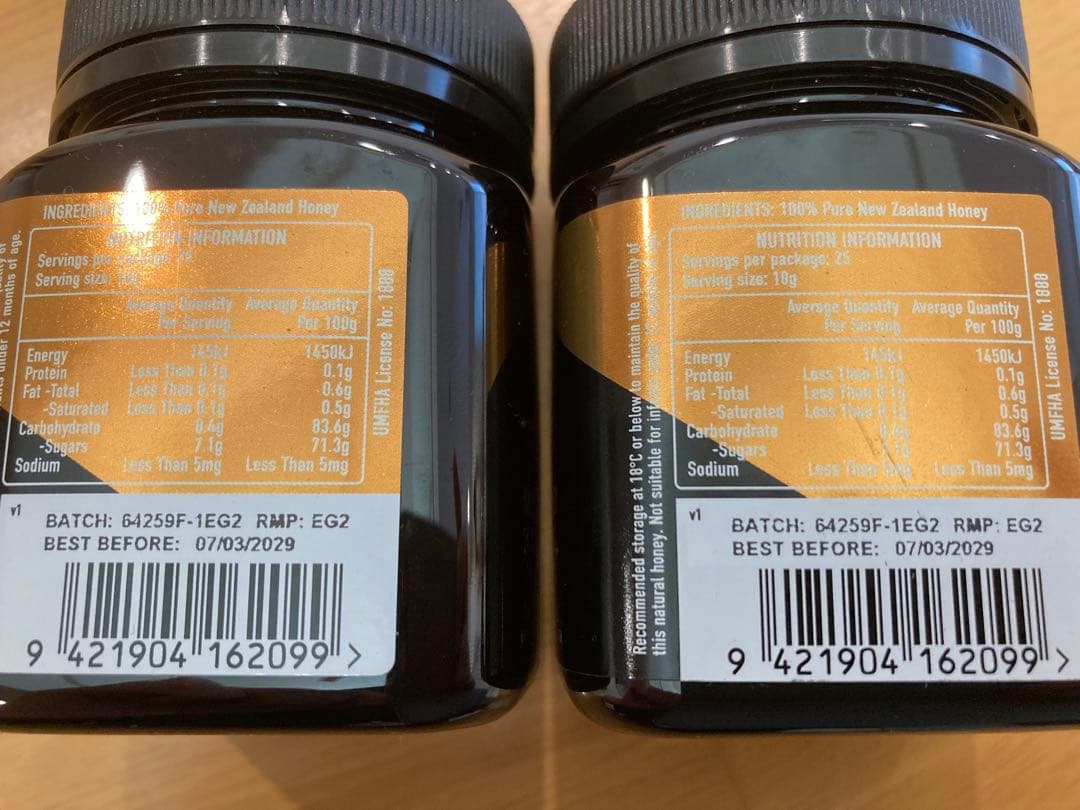 INGREDIENTS: 100% Pure New Zealand Honey
NUTRITION INFORMATION
Servings per package: 25
Serving size: 10g
Average Quantity Average Quantity
Per Serving Per 100g
Energy 145kJ 1450kJ
Protein Less Than 0.1g 0.1g
Fat -Total Less Than 0.1g 0.6g
-Saturated Less Than 0.1g 0.5g
Carbohydrate 8.4g 83.6g
-Sugars 7.1g 71.3g
Sodium Less Than 5mg Less Than 5mg
UMFHA License No: 1888
under 12 months of age.
v1
BATCH: 64259F-1EG2 RMP: EG2
BEST BEFORE: 07/03/2029
9 421904 162099 >
Recommended storage at 18°C or below to maintain the quality of
this natural honey. Not suitable for
INGREDIENTS: 100% Pure New Zealand Honey
NUTRITION INFORMATION
Servings per package: 25
Serving size: 10g
Average Quantity Average Quantity
Per Serving Per 100g
Energy 145kJ 1450kJ
Protein Less Than 0.1g 0.1g
Fat -Total Less Than 0.1g 0.6g
-Saturated Less Than 0.1g 0.5g
Carbohydrate 83.6g
-Sugars 71.3g
Sodium Less Than 5mg Less Than 5mg
UMFHA License No: 1888
v1
BATCH: 64259F-1EG2 RMP: EG2
BEST BEFORE: 07/03/2029
9 421904 162099 >